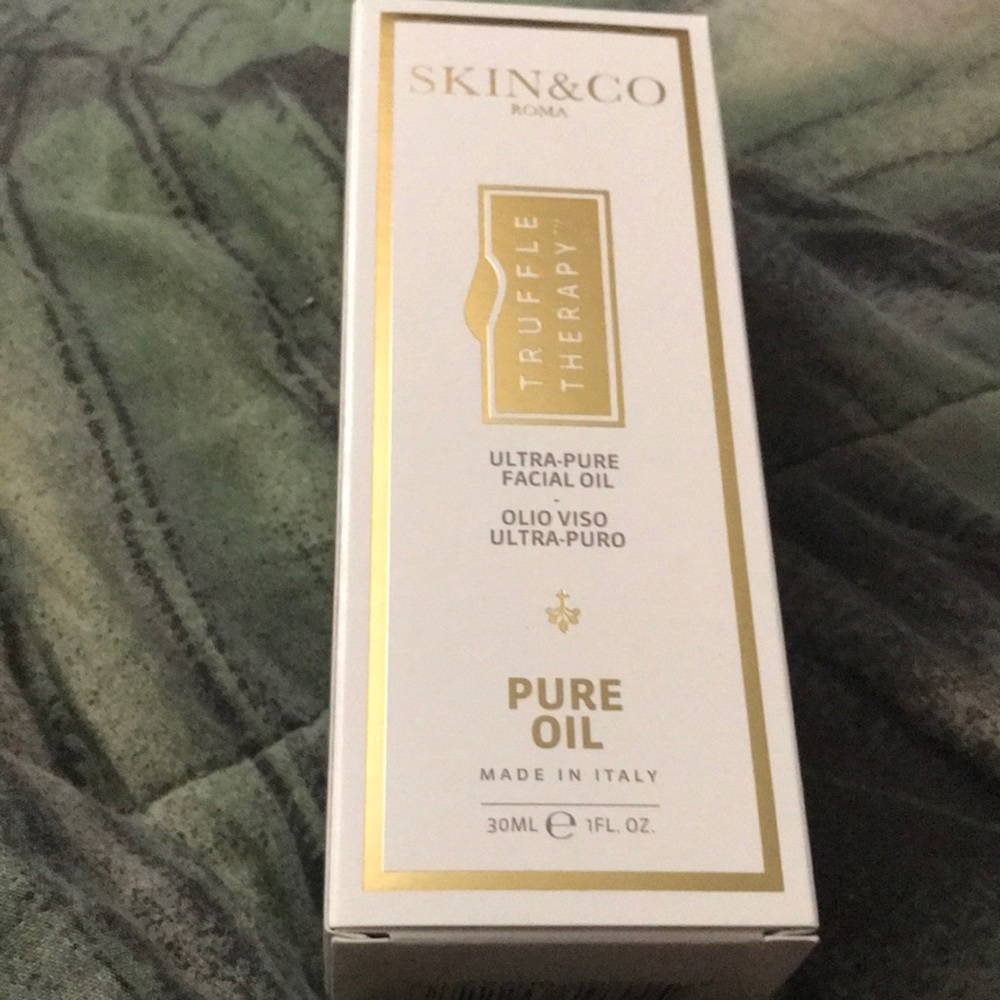 SKIN&CO
ROMA
TRUFFLE
THERAPY™
ULTRA-PURE
FACIAL OIL
-
OLIO VISO
ULTRA-PURO
PURE
OIL
MADE IN ITALY
30ML ℮ 1FL. OZ.